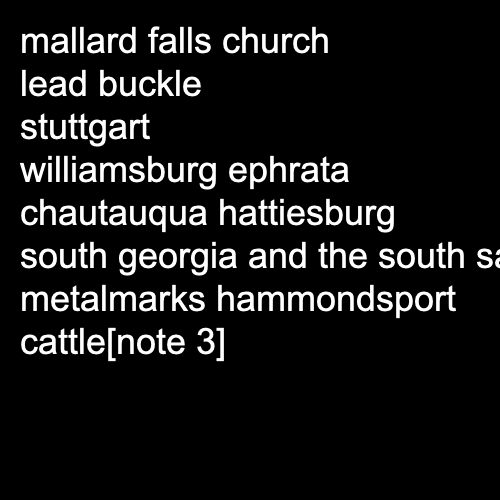 mallard falls church
lead buckle
stuttgart
williamsburg ephrata
chautauqua hattiesburg
south georgia and the south
metalmarks hammondsport
cattle[note 3]